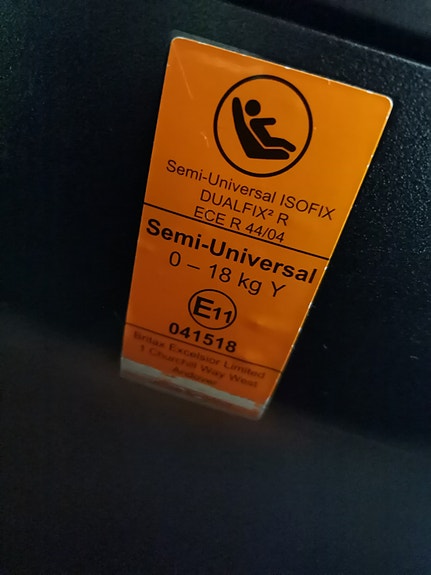 Semi-Universal ISOFIX
DUALFIX² R
ECE R 44/04
Semi-Universal
0 – 18 kg Y
E11
041518
Britax Excelsior Limited
1 Churchill Way West
Andover